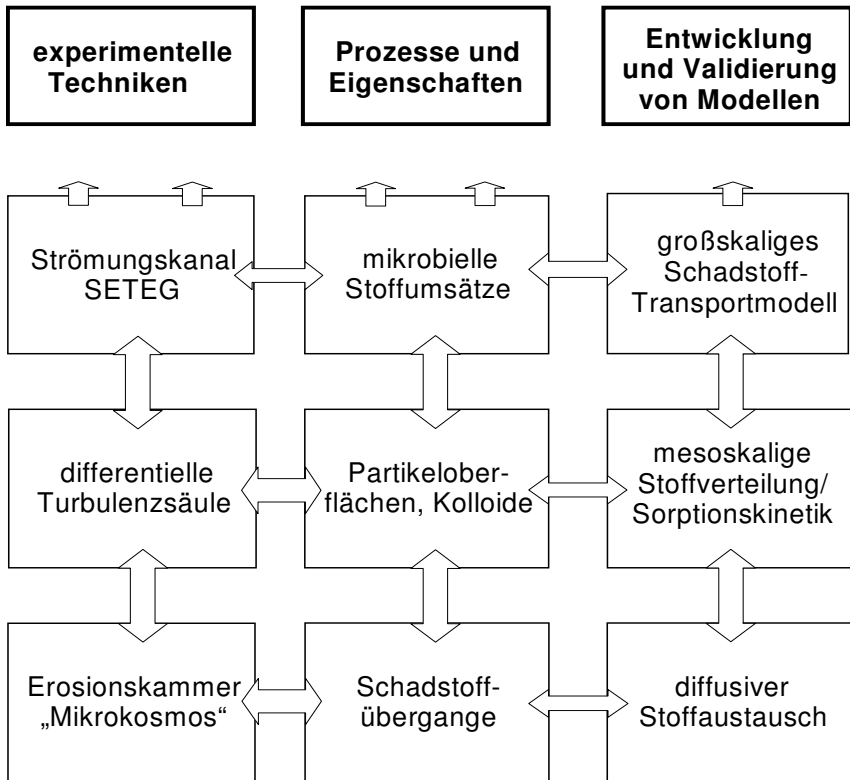 experimentelle
Techniken
Prozesse und
Eigenschaften
Entwicklung
und Validierung
von Modellen
Strömungskanal
SETEG
mikrobielle
Stoffumsätze
großskaliges
Schadstoff-
Transportmodell
differentielle
Turbulenzsäule
Partikelober-
flächen, Kolloide
mesoskalige
Stoffverteilung/
Sorptionskinetik
Erosionskammer
„Mikrokosmos“
Schadstoff-
übergange
diffusiver
Stoffaustausch